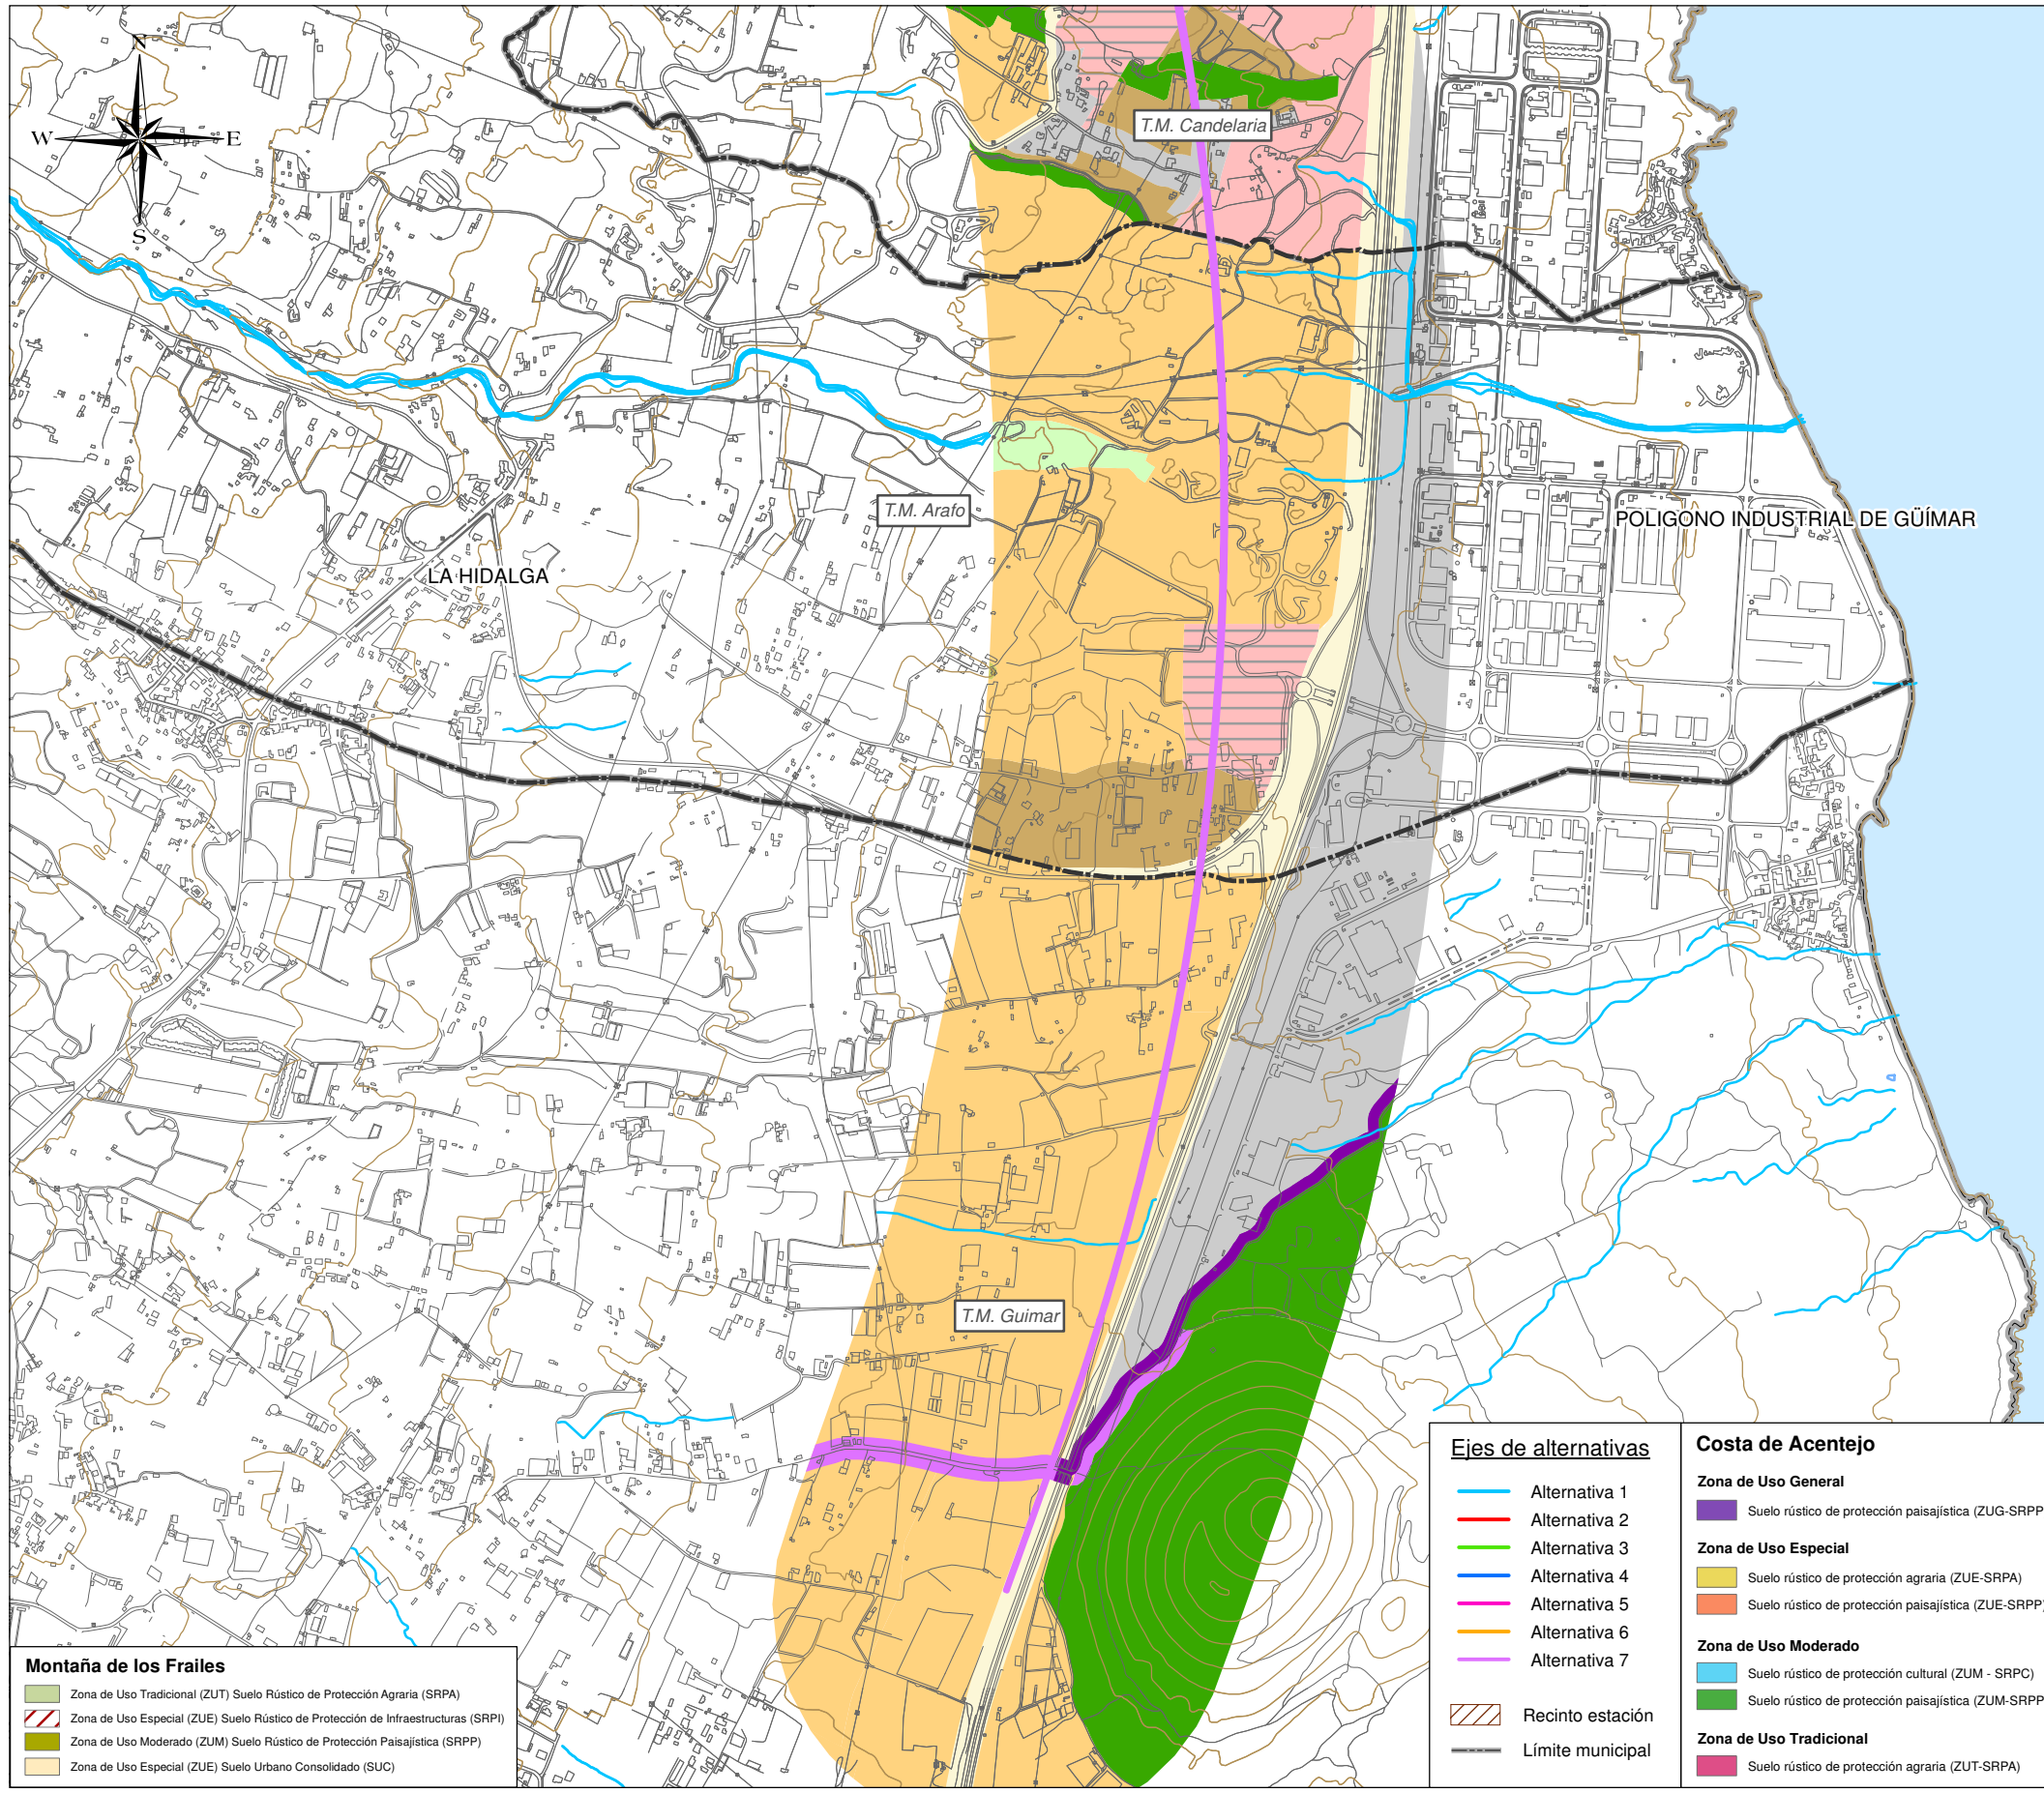 N
W
E
S
T.M. Candelaria
T.M. Arafo
POLIGONO INDUSTRIAL DE GÜÍMAR
LA HIDALGA
T.M. Guimar
Ejes de alternativas
Alternativa 1
Alternativa 2
Alternativa 3
Alternativa 4
Alternativa 5
Alternativa 6
Alternativa 7
Recinto estación
Límite municipal
Costa de Acentejo
Zona de Uso General
Suelo rústico de protección paisajística (ZUG-SRPP
Zona de Uso Especial
Suelo rústico de protección agraria (ZUE-SRPA)
Suelo rústico de protección paisajística (ZUE-SRPP)
Zona de Uso Moderado
Suelo rústico de protección cultural (ZUM - SRPC)
Suelo rústico de protección paisajística (ZUM-SRPP
Zona de Uso Tradicional
Suelo rústico de protección agraria (ZUT-SRPA)
Montaña de los Frailes
Zona de Uso Tradicional (ZUT) Suelo Rústico de Protección Agraria (SRPA)
Zona de Uso Especial (ZUE) Suelo Rústico de Protección de Infraestructuras (SRPI)
Zona de Uso Moderado (ZUM) Suelo Rústico de Protección Paisajística (SRPP)
Zona de Uso Especial (ZUE) Suelo Urbano Consolidado (SUC)